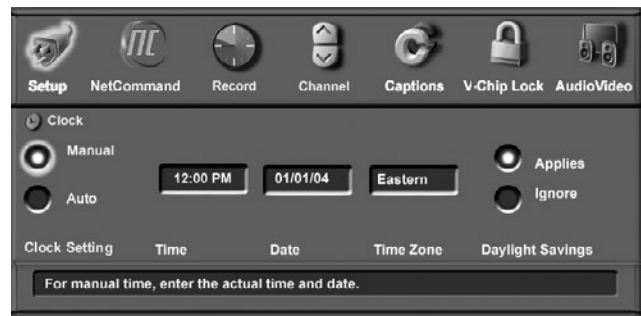 Setup NetCommand Record Channel Captions V-Chip Lock AudioVideo
Clock
Manual
Applies
12:00 PM 01/01/04 Eastern
Auto
Ignore
Clock Setting Time Date Time Zone Daylight Savings
For manual time, enter the actual time and date.